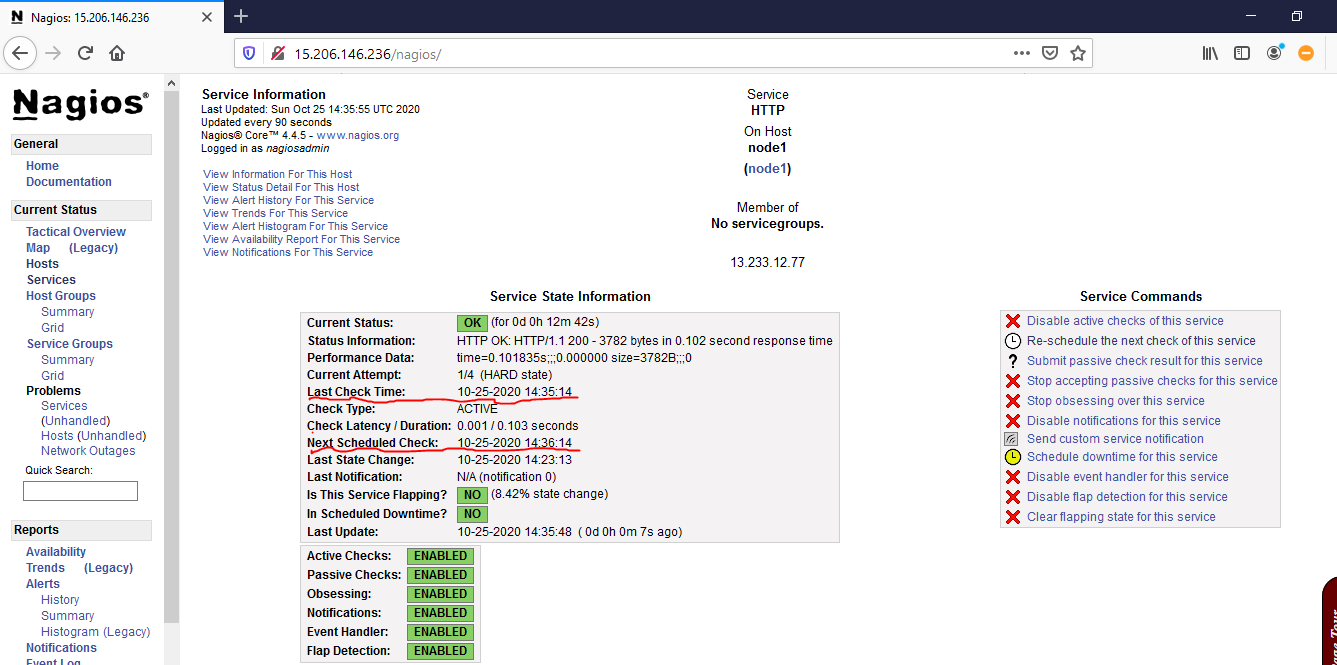 Nagios: 15.206.146.236
15.206.146.236/nagios/
Nagios®
General
Home
Documentation
Current Status
Tactical Overview
Map (Legacy)
Hosts
Services
Host Groups
Summary
Grid
Service Groups
Summary
Grid
Problems
Services
(Unhandled)
Hosts (Unhandled)
Network Outages
Quick Search:
Reports
Availability
Trends (Legacy)
Alerts
History
Summary
Histogram (Legacy)
Notifications
Event Log
Service Information
Last Updated: Sun Oct 25 14:35:55 UTC 2020
Updated every 90 seconds
Nagios® Core™ 4.4.5 - www.nagios.org
Logged in as nagiosadmin
View Information For This Host
View Status Detail For This Host
View Alert History For This Service
View Trends For This Service
View Alert Histogram For This Service
View Availability Report For This Service
View Notifications For This Service
Service
HTTP
On Host
node1
(node1)
Member of
No servicegroups.
13.233.12.77
Service State Information
Current Status: OK (for 0d 0h 12m 42s)
Status Information: HTTP OK: HTTP/1.1 200 - 3782 bytes in 0.102 second response time
Performance Data: time=0.101835s;;;0.000000 size=3782B;;;0
Current Attempt: 1/4 (HARD state)
Last Check Time: 10-25-2020 14:35:14
Check Type: ACTIVE
Check Latency / Duration: 0.001 / 0.103 seconds
Next Scheduled Check: 10-25-2020 14:36:14
Last State Change: 10-25-2020 14:23:13
Last Notification: N/A (notification 0)
Is This Service Flapping? NO (8.42% state change)
In Scheduled Downtime? NO
Last Update: 10-25-2020 14:35:48 ( 0d 0h 0m 7s ago)
Active Checks: ENABLED
Passive Checks: ENABLED
Obsessing: ENABLED
Notifications: ENABLED
Event Handler: ENABLED
Flap Detection: ENABLED
Service Commands
Disable active checks of this service
Re-schedule the next check of this service
Submit passive check result for this service
Stop accepting passive checks for this service
Stop obsessing over this service
Disable notifications for this service
Send custom service notification
Schedule downtime for this service
Disable event handler for this service
Disable flap detection for this service
Clear flapping state for this service
Tour